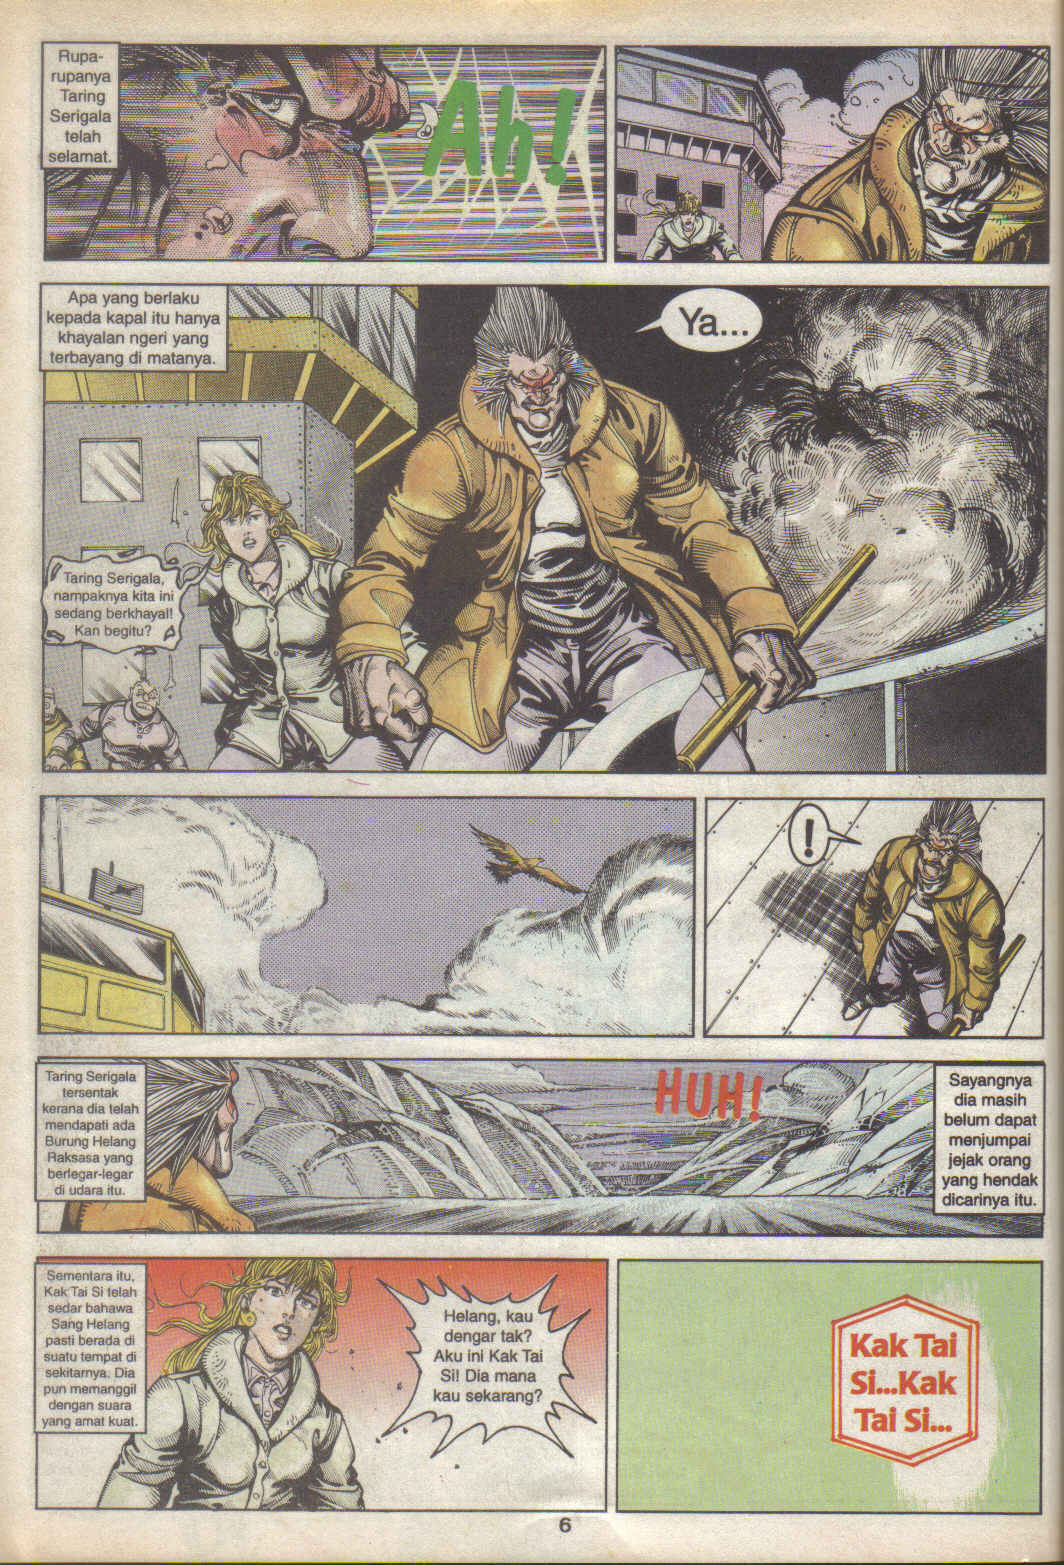 Rupa-
rupanya
Taring
Serigala
telah
selamat.
Ah!
Apa yang berlaku
kepada kapal itu hanya
khayalan ngeri yang
terbayang di matanya.
Ya...
Taring Serigala,
nampaknya kita ini
sedang berkhayal!
Kan begitu?
!
Taring Serigala
tersentak
kerana dia telah
mendapati ada
Burung Helang
Raksasa yang
berlegar-legar
di udara itu.
HUH!
Sayangnya
dia masih
belum dapat
menjumpai
jejak orang
yang hendak
dicarinya itu.
Sementara itu,
Kak Tai Si telah
sedar bahawa
Sang Helang
pasti berada di
suatu tempat di
sekitarnya. Dia
pun memanggil
dengan suara
yang amat kuat.
Helang, kau
dengar tak?
Aku ini Kak Tai
Si! Dia mana
kau sekarang?
Kak Tai
Si...Kak
Tai Si...
6